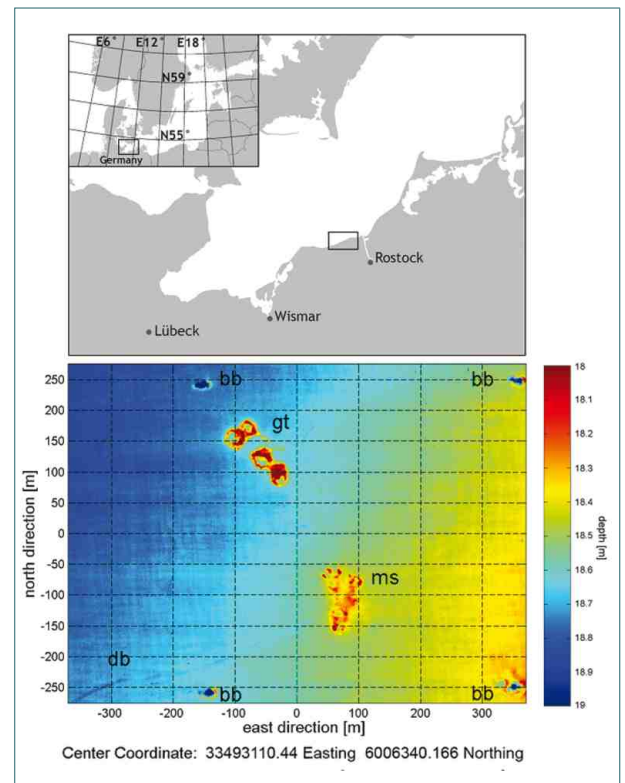 E6° E12° E18°
N59°
N55°
Germany
Rostock
Wismar
Lübeck
250
200
150
100
50
0
-50
-100
-150
-200
-250
north direction [m]
bb
bb
gt
ms
db
bb
bb
-300 -200 -100 0 100 200 300
east direction [m]
18
18.1
18.2
18.3
18.4
18.5
18.6
18.7
18.8
18.9
19
depth [m]
Center Coordinate: 33493110.44 Easting 6006340.166 Northing